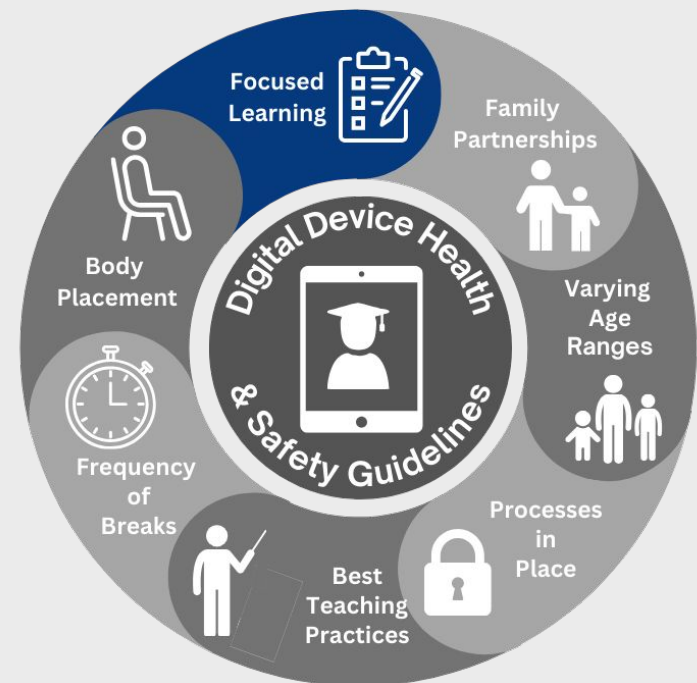 Focused
Learning
Family
Partnerships
Varying
Age
Ranges
Processes
in
Place
Best
Teaching
Practices
Frequency
of
Breaks
Body
Placement
Digital Device Health
& Safety Guidelines